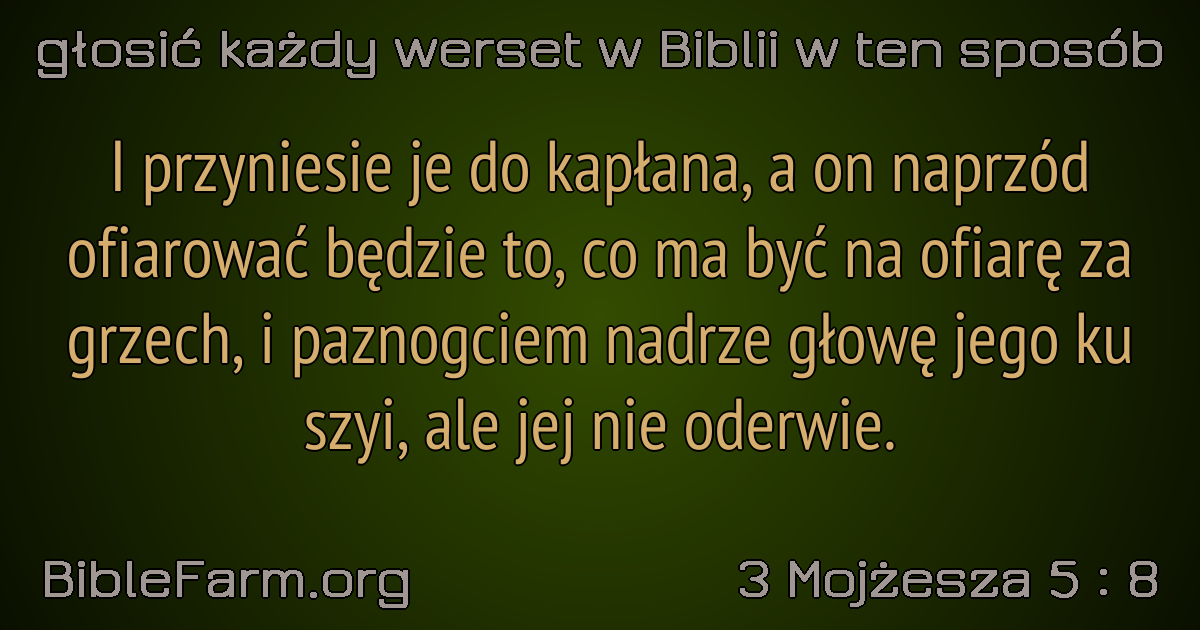 głosić każdy werset w Biblii w ten sposób
I przyniesie je do kapłana, a on naprzód
ofiarować będzie to, co ma być na ofiarę za
grzech, i paznogciem nadrze głowę jego ku
szyi, ale jej nie oderwie.
BibleFarm.org
3 Mojżesza 5 : 8